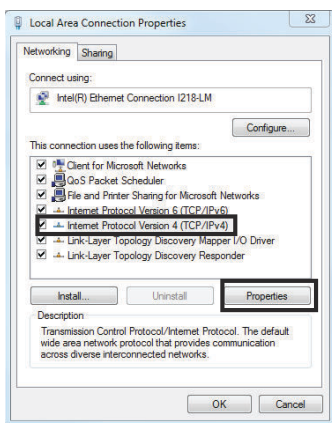 Local Area Connection Properties
Networking
Sharing
Connect using:
Intel(R) Ethernet Connection I218-LM
Configure...
This connection uses the following items:
Client for Microsoft Networks
QoS Packet Scheduler
File and Printer Sharing for Microsoft Networks
Internet Protocol Version 6 (TCP/IPv6)
Internet Protocol Version 4 (TCP/IPv4)
Link-Layer Topology Discovery Mapper I/O Driver
Link-Layer Topology Discovery Responder
Install...
Uninstall
Properties
Description
Transmission Control Protocol/Internet Protocol. The default
wide area network protocol that provides communication
across diverse interconnected networks.
OK
Cancel